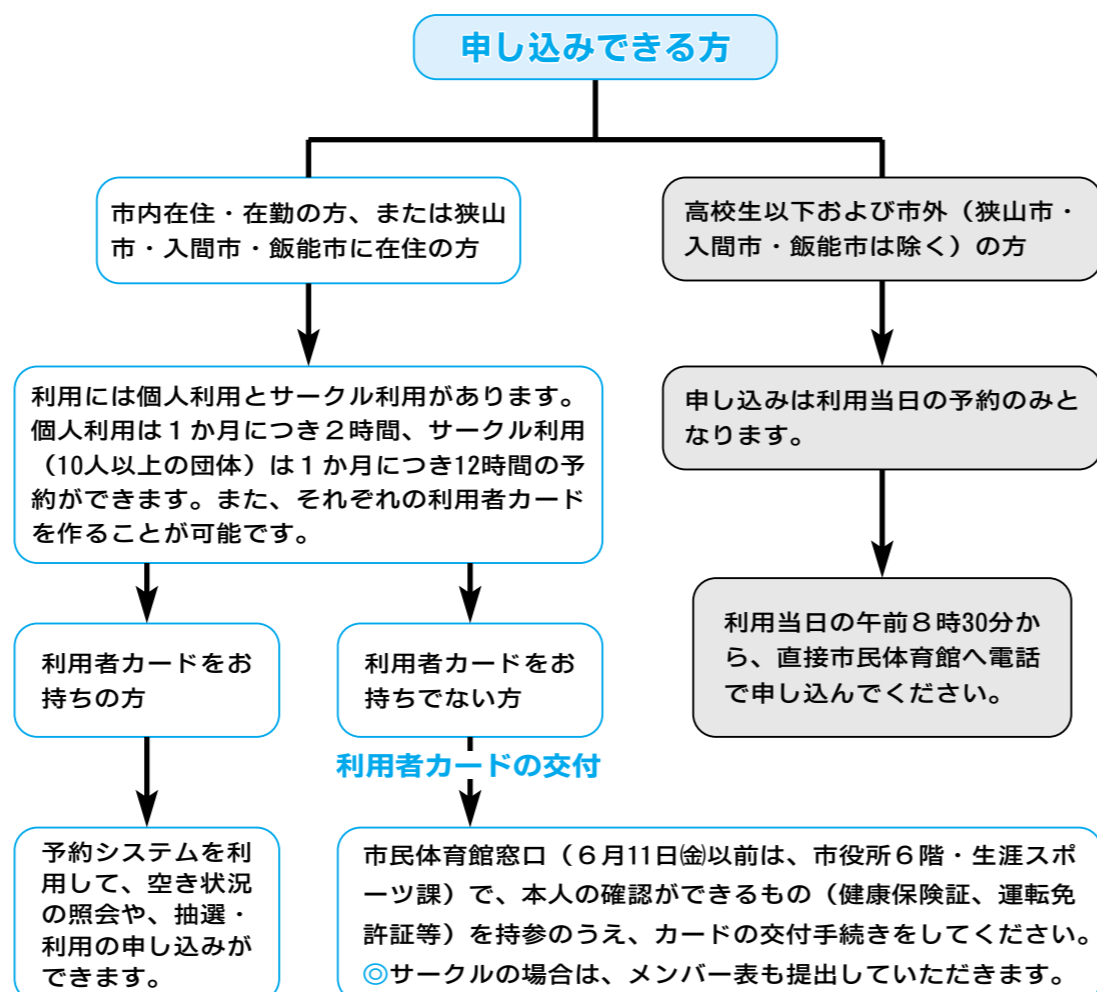 申し込みできる方
市内在住・在勤の方、または狭山
市・入間市・飯能市に在住の方
高校生以下および市外（狭山市・
入間市・飯能市は除く）の方
利用には個人利用とサークル利用があります。
個人利用は１か月につき２時間、サークル利用
（10人以上の団体）は１か月につき12時間の予
約ができます。また、それぞれの利用者カード
を作ることが可能です。
申し込みは利用当日の予約のみと
なります。
利用者カードをお
持ちの方
利用者カードをお
持ちでない方
利用当日の午前８時30分か
ら、直接市民体育館へ電話
で申し込んでください。
利用者カードの交付
予約システムを利
用して、空き状況
の照会や、抽選・
利用の申し込みが
できます。
市民体育館窓口（６月11日㈮以前は、市役所６階・生涯スポ
ーツ課）で、本人の確認ができるもの（健康保険証、運転免
許証等）を持参のうえ、カードの交付手続きをしてください。
◎サークルの場合は、メンバー表も提出していただきます。